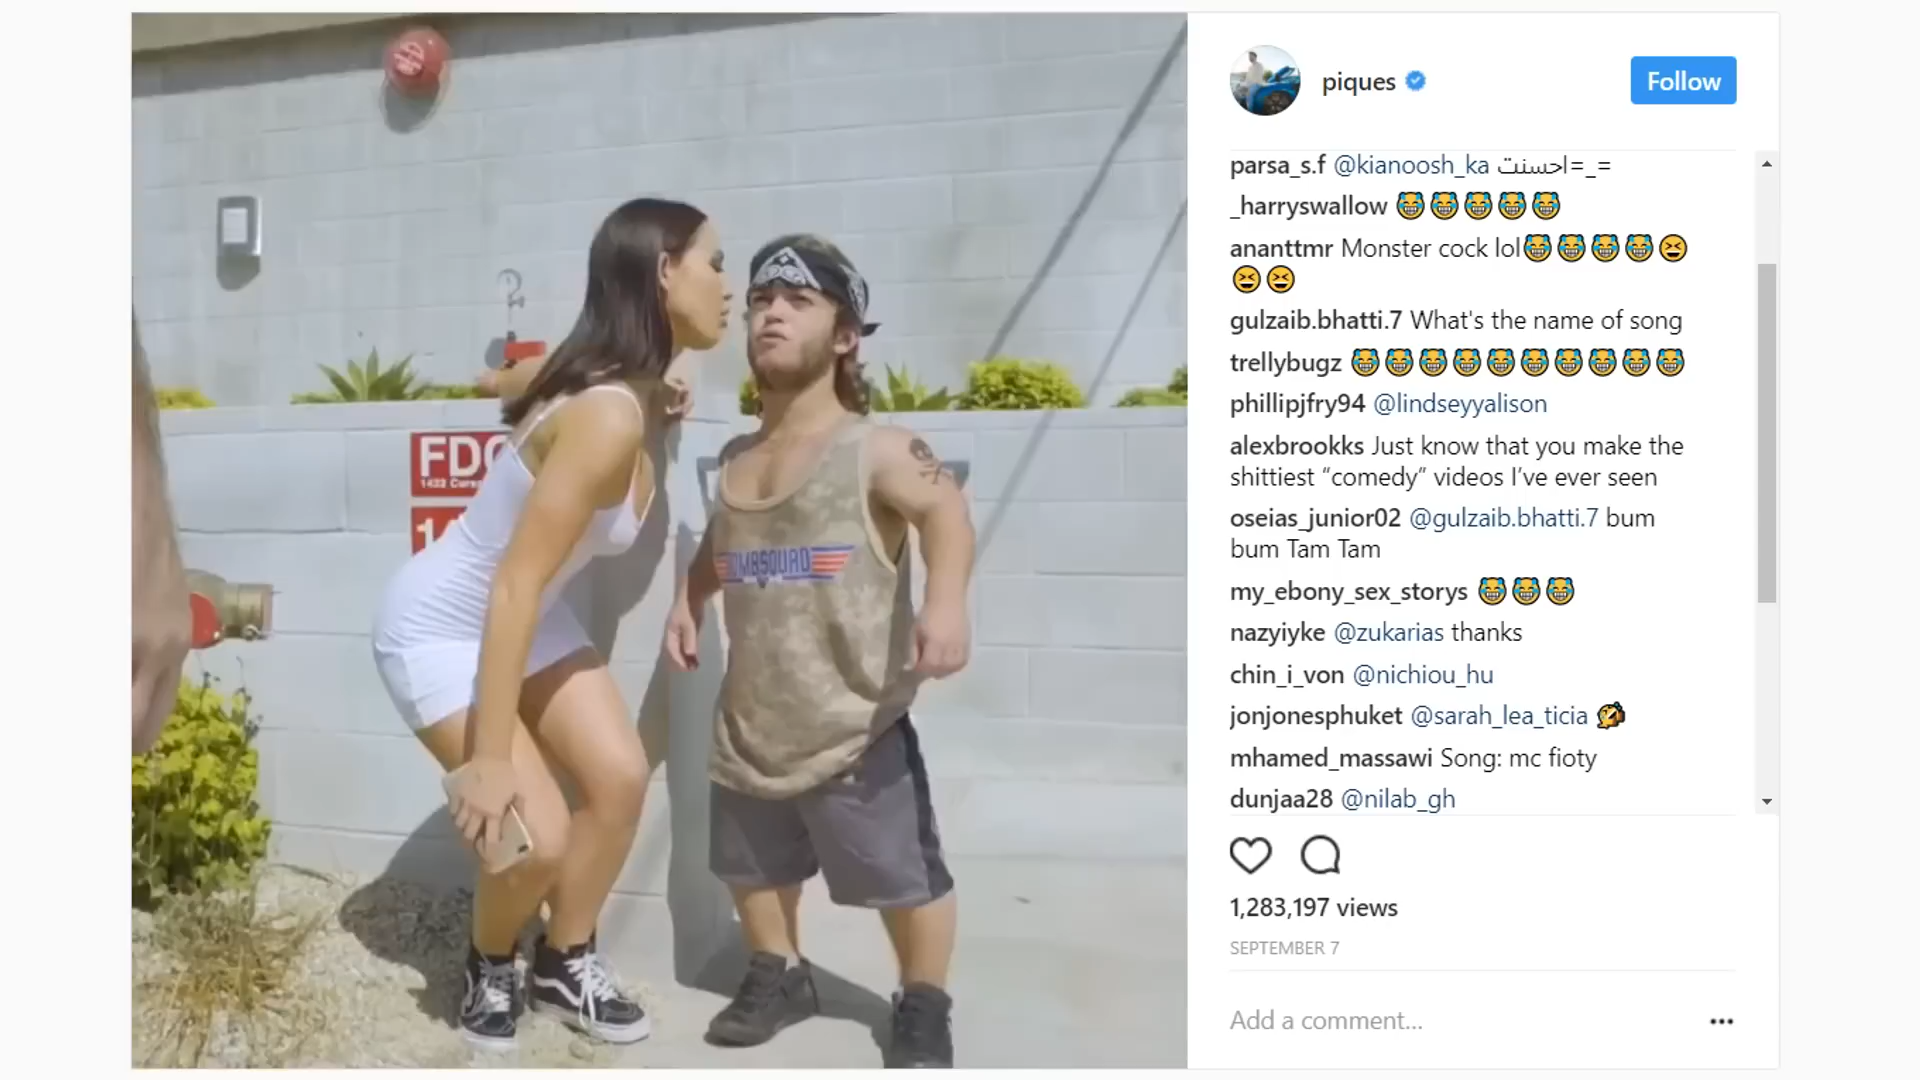 piques
Follow
parsa_s.f @kianoosh_ka احسنت=_=
_harryswallow 😹😹😹😹😹
ananttmr Monster cock lol😹😹😹😹😆
😆😆
gulzaib.bhatti.7 What's the name of song
trellybugz 😹😹😹😹😹😹😹😹😹😹
phillipjfry94 @lindseyyalison
alexbrookks Just know that you make the
shittiest “comedy” videos I’ve ever seen
oseias_junior02 @gulzaib.bhatti.7 bum
bum Tam Tam
my_ebony_sex_storys 😹😹😹
nazyiyke @zukarias thanks
chin_i_von @nichiou_hu
jonjonesphuket @sarah_lea_ticia
mhamed_massawi Song: mc fioty
dunjaa28 @nilab_gh
1,283,197 views
SEPTEMBER 7
Add a comment...
FDC
OMBSQUAD